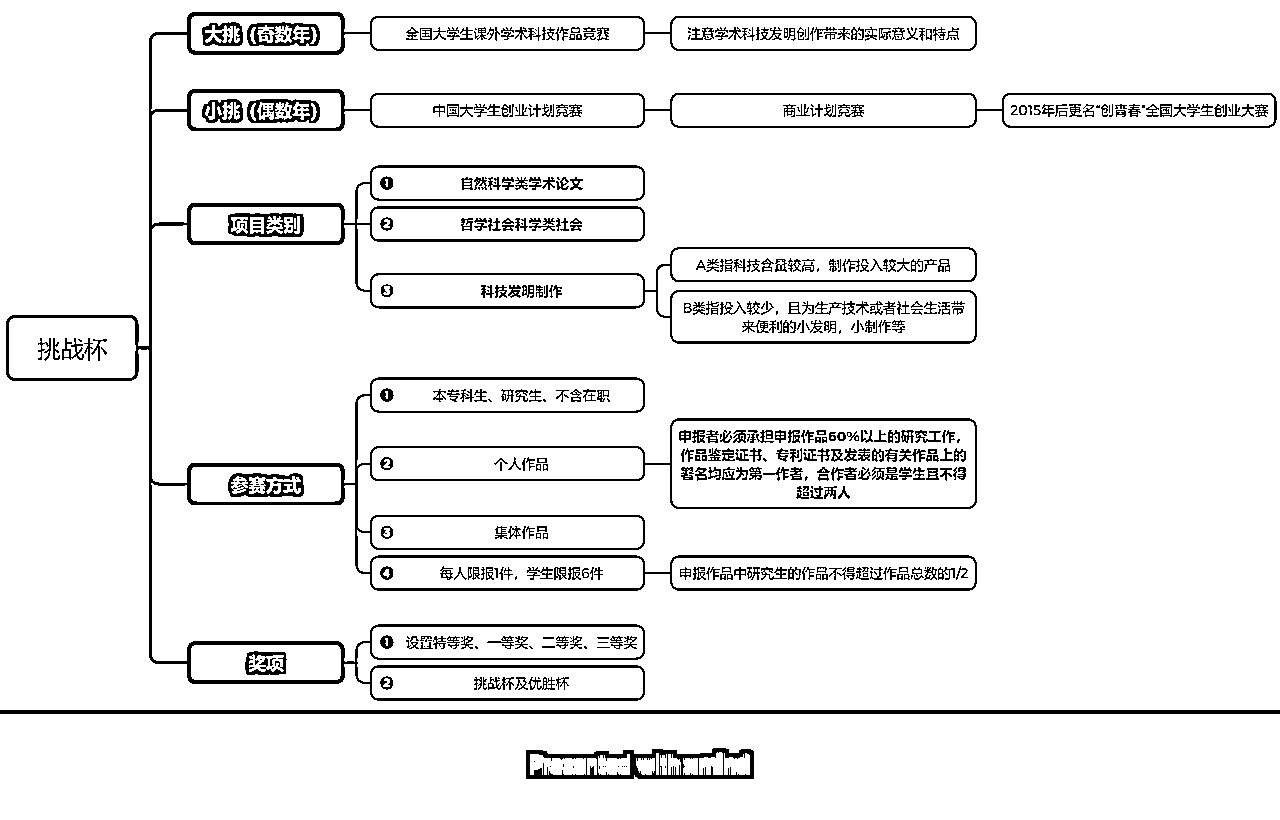 大挑（奇数年）
全国大学生课外学术科技作品竞赛
注意学术科技发明创作带来的实际意义和特点
小挑（偶数年）
中国大学生创业计划竞赛
商业计划竞赛
2015年后更名“创青春”全国大学生创业大赛
项目类别
❶ 自然科学类学术论文
❷ 哲学社会科学类社会
❸ 科技发明制作
A类指科技含量较高，制作投入较大的产品
B类指投入较少，且为生产技术或者社会生活带
来便利的小发明，小制作等
挑战杯
参赛方式
❶ 本专科生、研究生、不含在职
❷ 个人作品
申报者必须承担申报作品60%以上的研究工作，
作品鉴定证书、专利证书及发表的有关作品上的
署名均应为第一作者，合作者必须是学生且不得
超过两人
❸ 集体作品
❹ 每人限报1件，学生限报6件
申报作品中研究生的作品不得超过作品总数的1/2
奖项
❶ 设置特等奖、一等奖、二等奖、三等奖
❷ 挑战杯及优胜杯
Presented with xmind